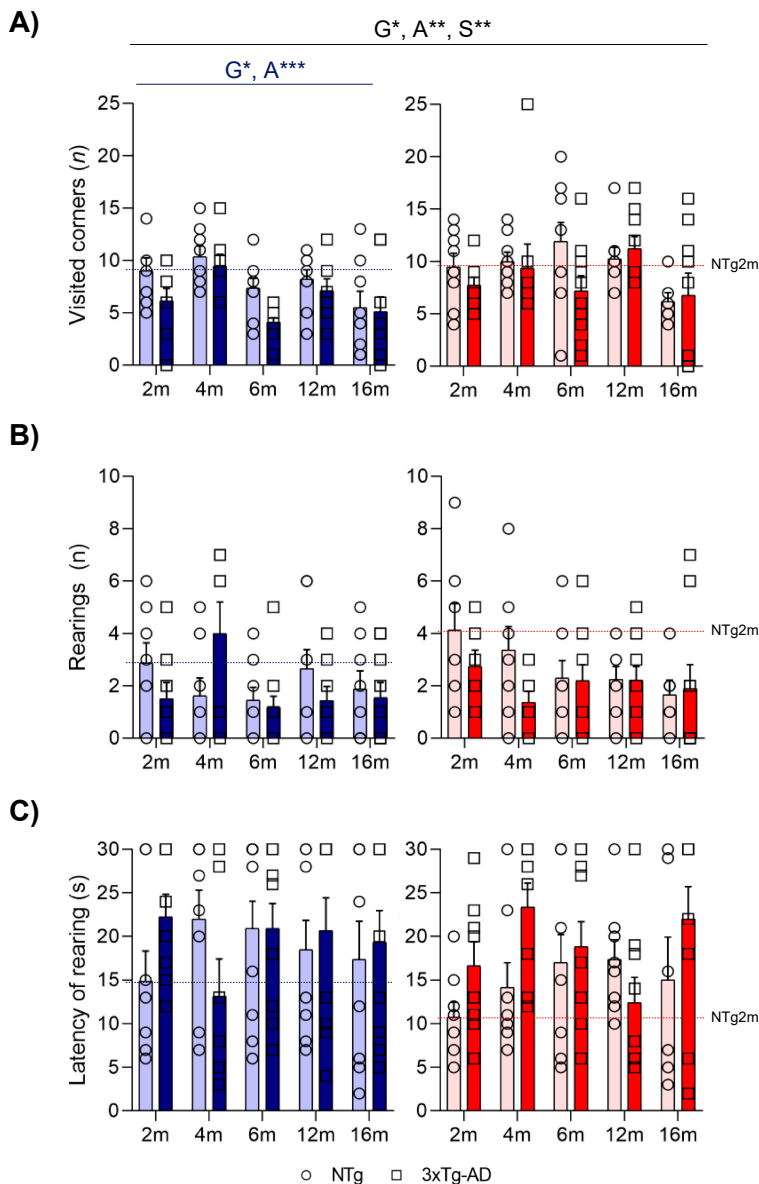 A)
G*, A**, S**
G*, A***
Visited corners (n)
25
20
15
10
5
0
2m 4m 6m 12m 16m
25
20
15
10
5
0
2m 4m 6m 12m 16m
NTg2m
B)
Rearings (n)
10
8
6
4
2
0
2m 4m 6m 12m 16m
10
8
6
4
2
0
2m 4m 6m 12m 16m
NTg2m
C)
Latency of rearing (s)
30
25
20
15
10
5
0
2m 4m 6m 12m 16m
30
25
20
15
10
5
0
2m 4m 6m 12m 16m
NTg2m
NTg 3xTg-AD